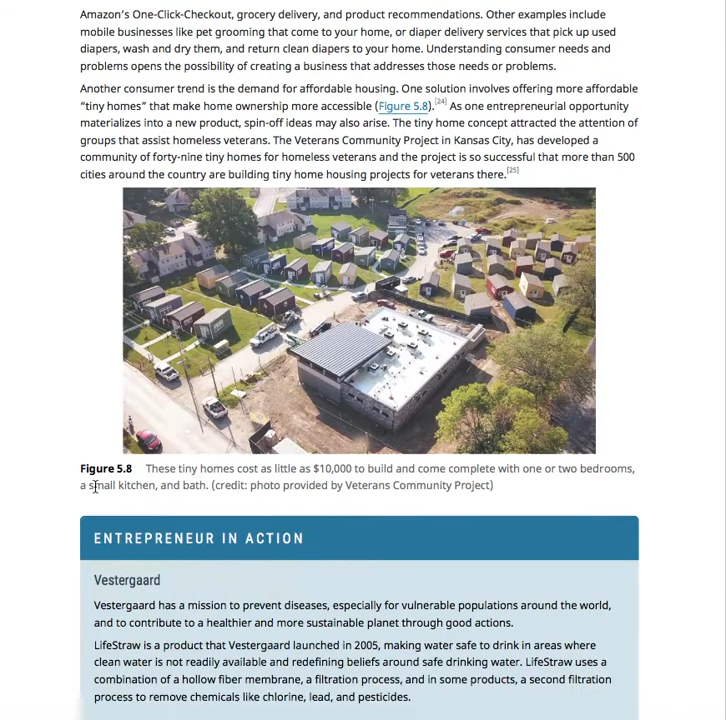 Amazon's One-Click-Checkout, grocery delivery, and product recommendations. Other examples include
mobile businesses like pet grooming that come to your home, or diaper delivery services that pick up used
diapers, wash and dry them, and return clean diapers to your home. Understanding consumer needs and
problems opens the possibility of creating a business that addresses those needs or problems.
Another consumer trend is the demand for affordable housing. One solution involves offering more affordable
“tiny homes” that make home ownership more accessible (Figure 5.8).[24] As one entrepreneurial opportunity
materializes into a new product, spin-off ideas may also arise. The tiny home concept attracted the attention of
groups that assist homeless veterans. The Veterans Community Project in Kansas City, has developed a
community of forty-nine tiny homes for homeless veterans and the project is so successful that more than 500
cities around the country are building tiny home housing projects for veterans there.[25]
Figure 5.8 These tiny homes cost as little as $10,000 to build and come complete with one or two bedrooms,
a small kitchen, and bath. (credit: photo provided by Veterans Community Project)
ENTREPRENEUR IN ACTION
Vestergaard
Vestergaard has a mission to prevent diseases, especially for vulnerable populations around the world,
and to contribute to a healthier and more sustainable planet through good actions.
LifeStraw is a product that Vestergaard launched in 2005, making water safe to drink in areas where
clean water is not readily available and redefining beliefs around safe drinking water. LifeStraw uses a
combination of a hollow fiber membrane, a filtration process, and in some products, a second filtration
process to remove chemicals like chlorine, lead, and pesticides.